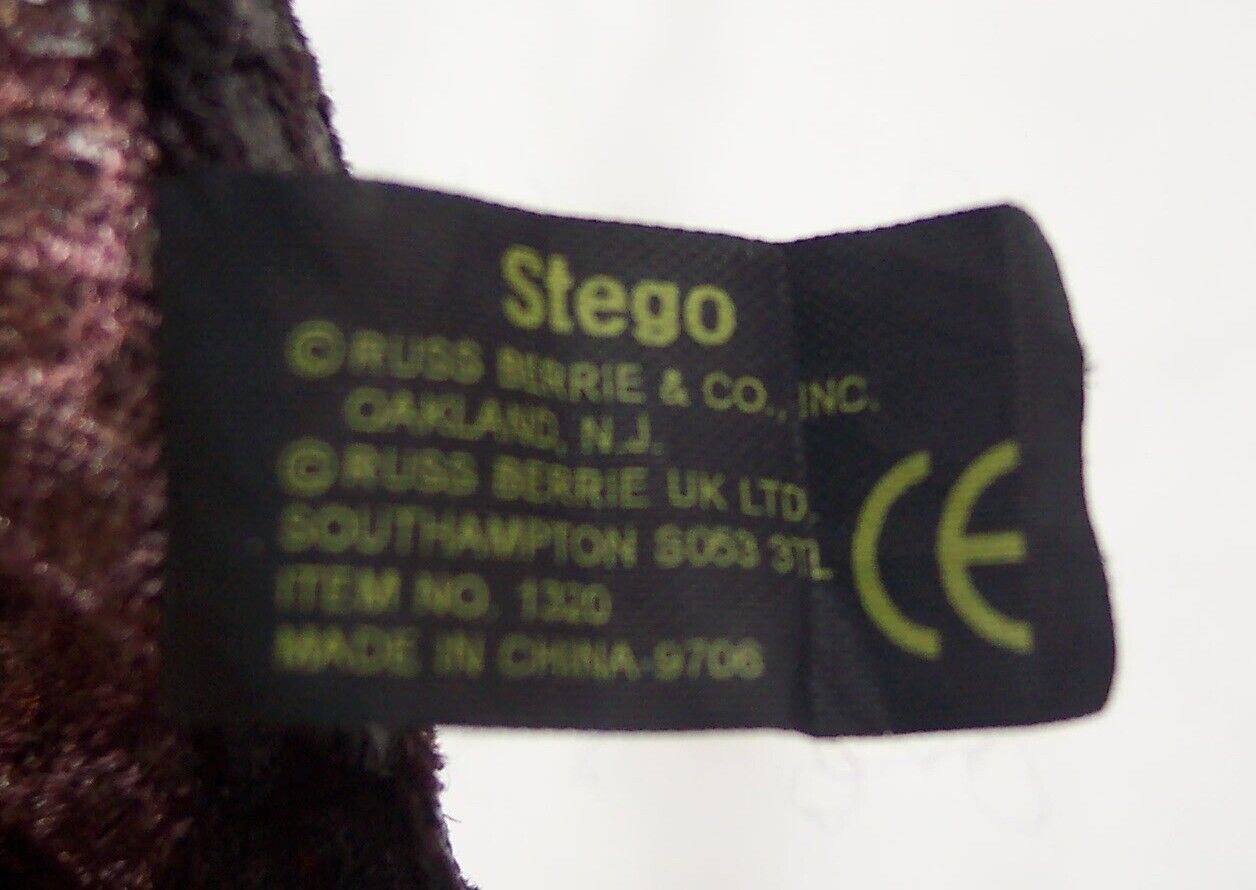 Stego
©RUSS BERRIE & CO., INC.
OAKLAND, N.J.
©RUSS BERRIE UK LTD.
SOUTHAMPTON S053 3TL
ITEM NO. 1320
MADE IN CHINA-9706
CE